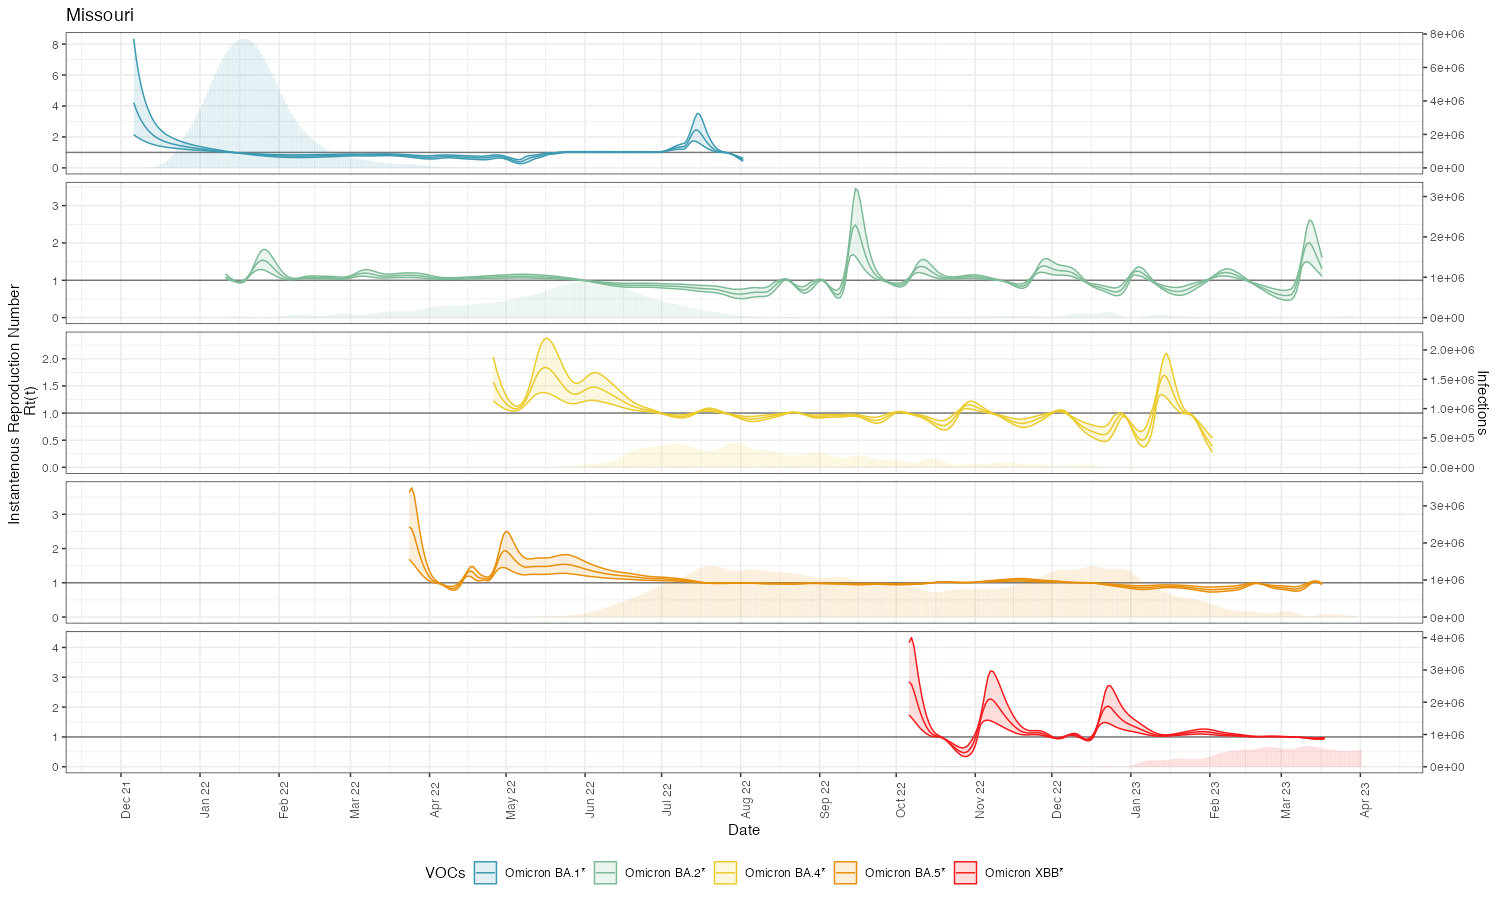 Missouri
8
6
4
2
0
8e+06
6e+06
4e+06
2e+06
0e+00
3
2
1
0
3e+06
2e+06
1e+06
0e+00
2.0
1.5
1.0
0.5
0.0
2.0e+06
1.5e+06
1.0e+06
5.0e+05
0.0e+00
3
2
1
0
3e+06
2e+06
1e+06
0e+00
4
3
2
1
0
4e+06
3e+06
2e+06
1e+06
0e+00
Instantenous Reproduction Number
Rt(t)
Infections
Dec 21
Jan 22
Feb 22
Mar 22
Apr 22
May 22
Jun 22
Jul 22
Aug 22
Sep 22
Oct 22
Nov 22
Dec 22
Jan 23
Feb 23
Mar 23
Apr 23
Date
VOCs Omicron BA.1* Omicron BA.2* Omicron BA.4* Omicron BA.5* Omicron XBB*